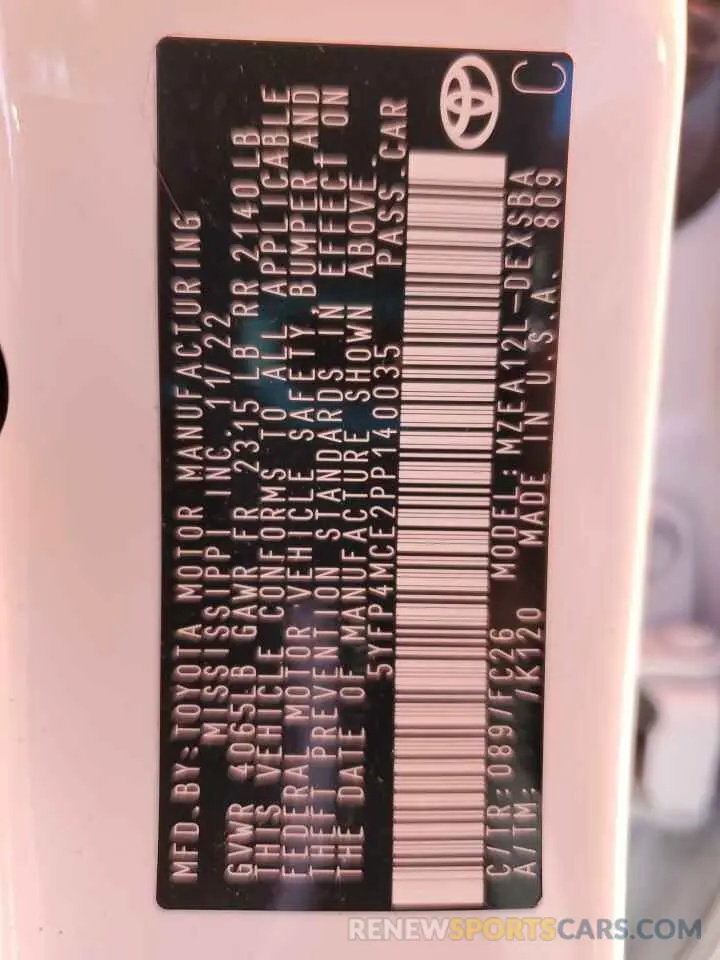 MFD.BY:TOYOTA MOTOR MANUFACTURING
MISSISSIPPI INC. 11/22
GVWR 4065LB GAWR FR 2315 LB RR 2140LB
THIS VEHICLE CONFORMS TO ALL APPLICABLE
FEDERAL MOTOR VEHICLE SAFETY, BUMPER AND
THEFT PREVENTION STANDARDS IN EFFECT ON
THE DATE OF MANUFACTURE SHOWN ABOVE.
5YFP4MCE2PP140035 PASS.CAR
C/TR: 089/FC26 MODEL:MZEA12L-DEXSBA
A/TM: /K120 MADE IN U.S.A. 809
C
RENEWSPORTSCARS.COM